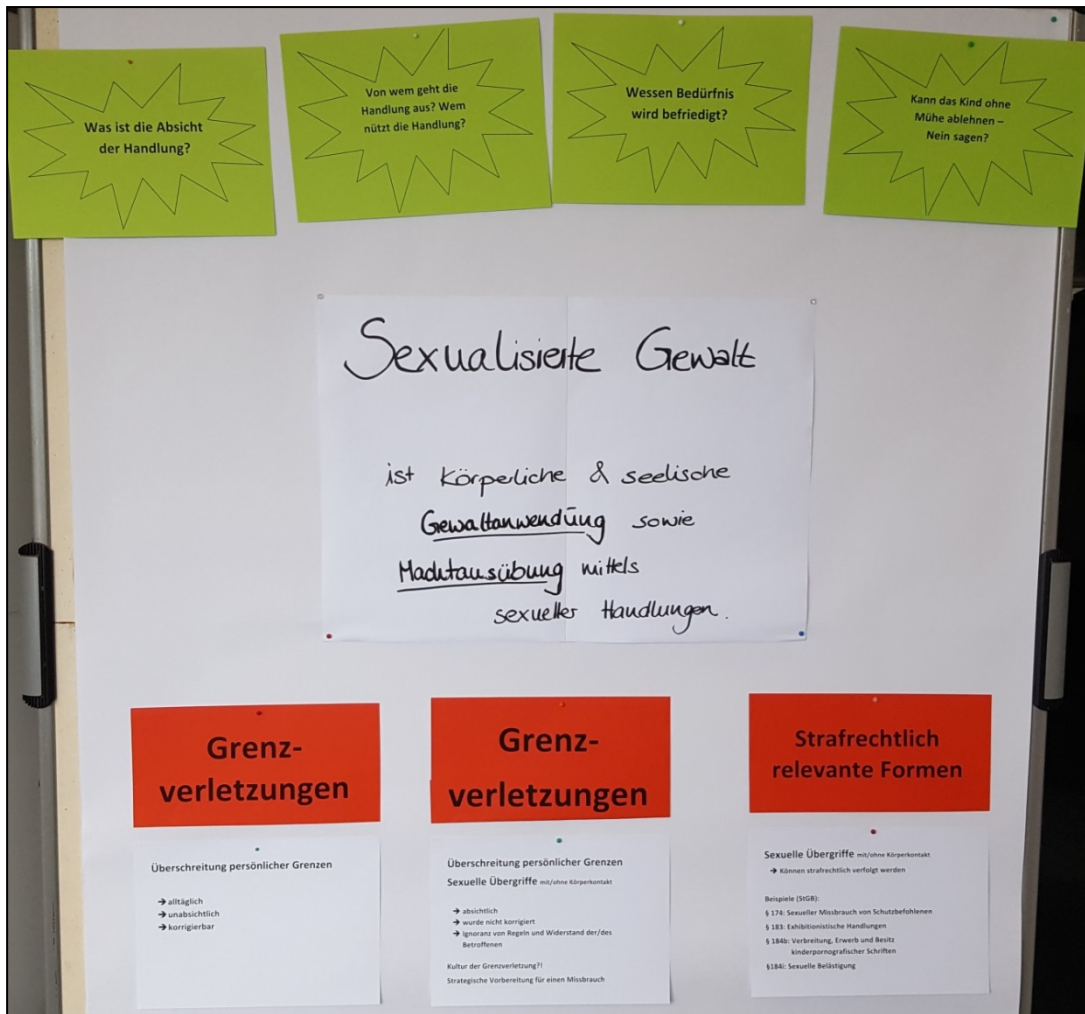 Was ist die Absicht
der Handlung?
Von wem geht die
Handlung aus? Wem
nützt die Handlung?
Wessen Bedürfnis
wird befriedigt?
Kann das Kind ohne
Mühe ablehnen –
Nein sagen?
Sexualisierte Gewalt
ist körperliche & seelische
Gewaltanwendung sowie
Machtausübung mittels
sexueller Handlungen.
Grenz-
verletzungen
Überschreitung persönlicher Grenzen
→ alltäglich
→ unabsichtlich
→ korrigierbar
Grenz-
verletzungen
Überschreitung persönlicher Grenzen
Sexuelle Übergriffe mit/ohne Körperkontakt
→ absichtlich
→ wurde nicht korrigiert
→ Ignoranz von Regeln und Widerstand der/des
Betroffenen
Kultur der Grenzverletzung?!
Strategische Vorbereitung für einen Missbrauch
Strafrechtlich
relevante Formen
Sexuelle Übergriffe mit/ohne Körperkontakt
→ Können strafrechtlich verfolgt werden
Beispiele (StGB):
§ 174: Sexueller Missbrauch von Schutzbefohlenen
§ 183: Exhibitionistische Handlungen
§ 184b: Verbreitung, Erwerb und Besitz
kinderpornografischer Schriften
§184i: Sexuelle Belästigung